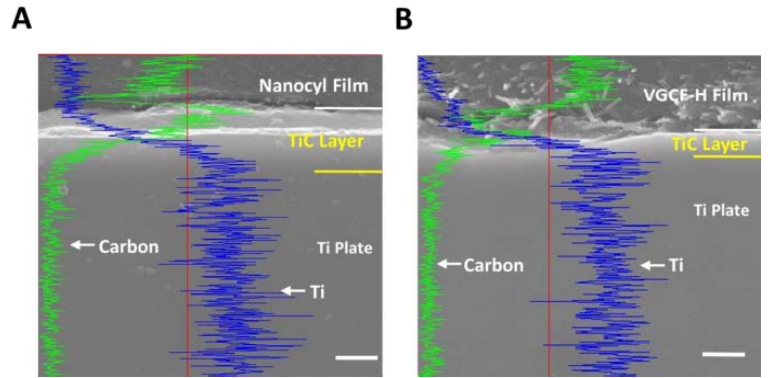 A
Nanocyl Film
TiC Layer
Carbon
Ti Plate
Ti
B
VGCF-H Film
TiC Layer
Ti Plate
Carbon
Ti